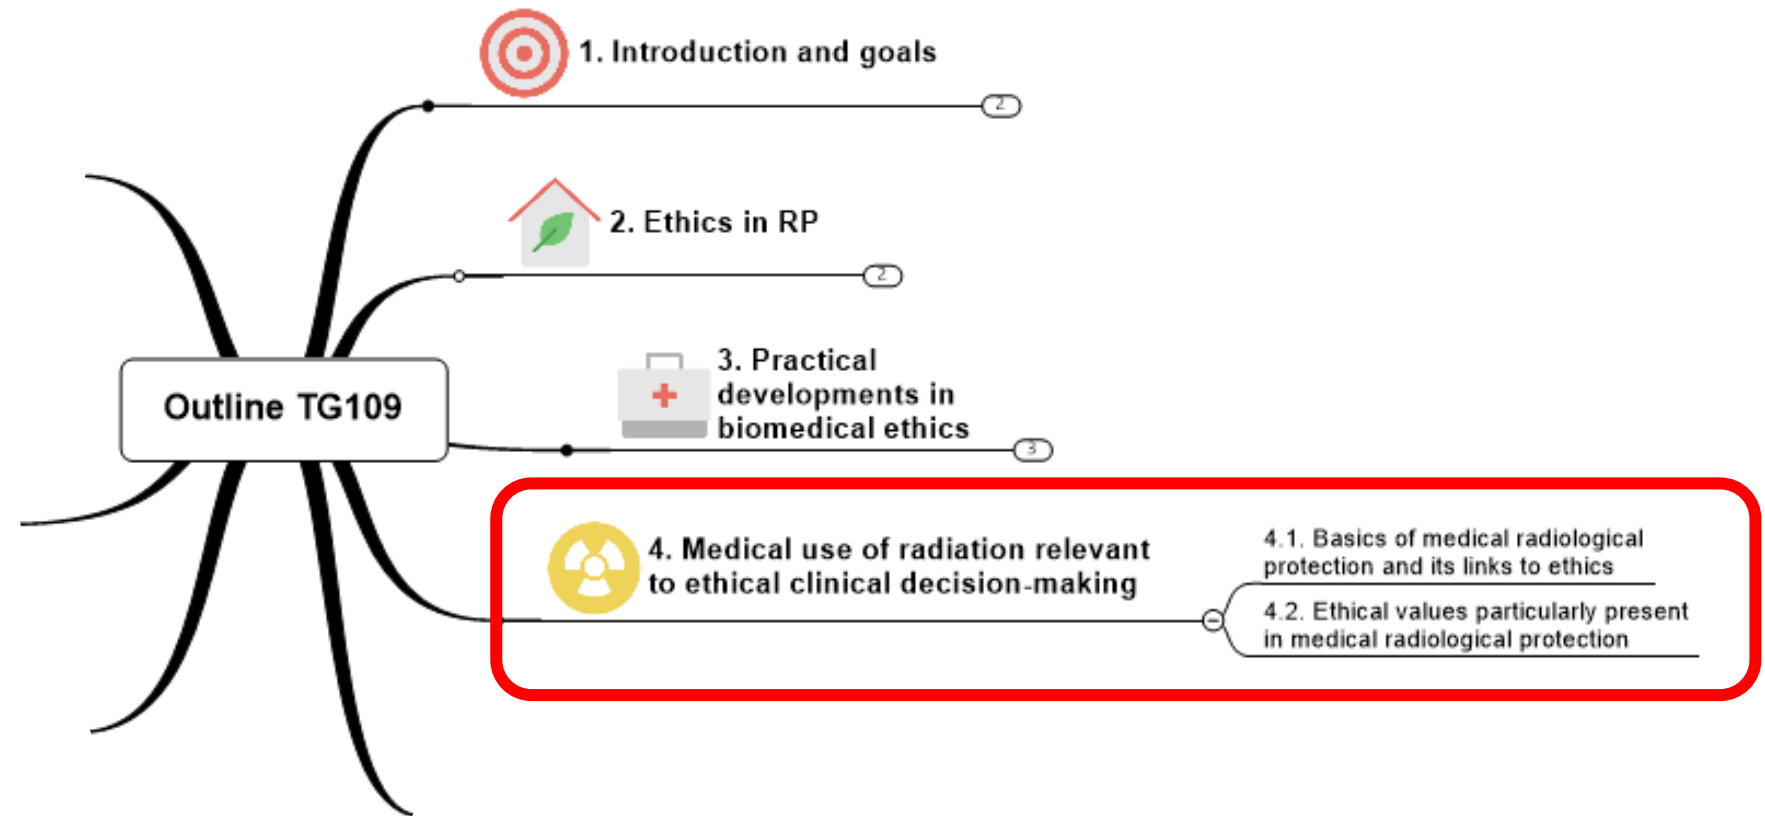 1. Introduction and goals
2
2. Ethics in RP
2
3. Practical
developments in
biomedical ethics
3
Outline TG109
4. Medical use of radiation relevant
to ethical clinical decision-making
4.1. Basics of medical radiological
protection and its links to ethics
4.2. Ethical values particularly present
in medical radiological protection